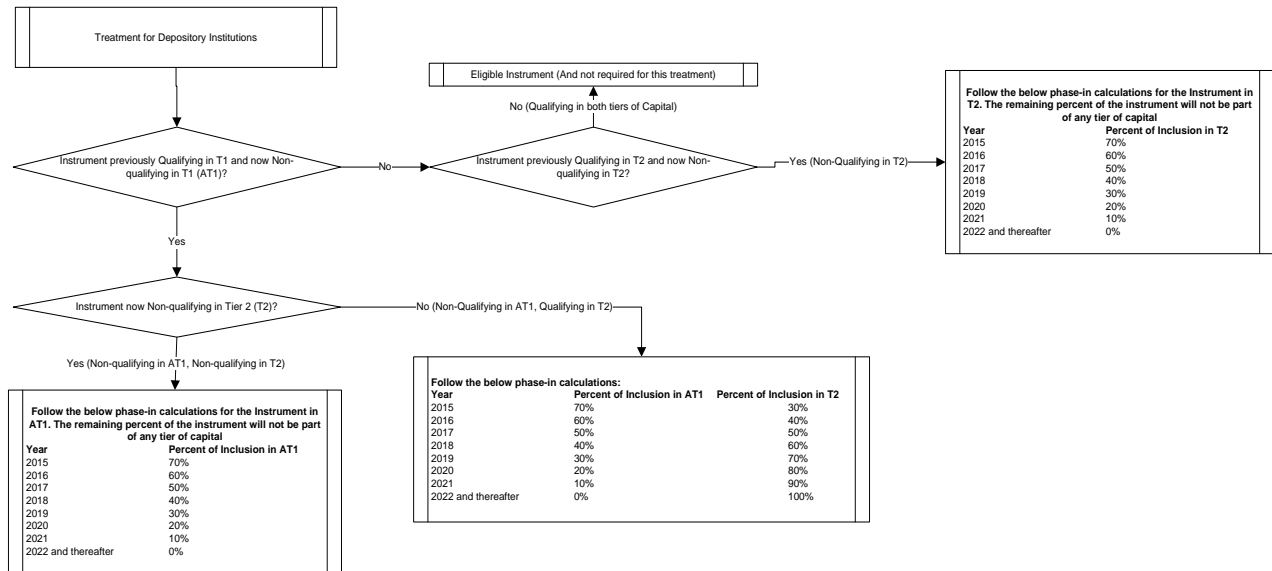 Treatment for Depository Institutions
Eligible Instrument (And not required for this treatment)
No (Qualifying in both tiers of Capital)
Instrument previously Qualifying in T1 and now Non-
qualifying in T1 (AT1)?
No
Instrument previously Qualifying in T2 and now Non-
qualifying in T2?
Yes (Non-Qualifying in T2)
Follow the below phase-in calculations for the Instrument in
T2. The remaining percent of the instrument will not be part
of any tier of capital
Year Percent of Inclusion in T2
2015 70%
2016 60%
2017 50%
2018 40%
2019 30%
2020 20%
2021 10%
2022 and thereafter 0%
Yes
Instrument now Non-qualifying in Tier 2 (T2)?
No (Non-Qualifying in AT1, Qualifying in T2)
Yes (Non-qualifying in AT1, Non-qualifying in T2)
Follow the below phase-in calculations for the Instrument in
AT1. The remaining percent of the instrument will not be part
of any tier of capital
Year Percent of Inclusion in AT1
2015 70%
2016 60%
2017 50%
2018 40%
2019 30%
2020 20%
2021 10%
2022 and thereafter 0%
Follow the below phase-in calculations:
Year Percent of Inclusion in AT1 Percent of Inclusion in T2
2015 70% 30%
2016 60% 40%
2017 50% 50%
2018 40% 60%
2019 30% 70%
2020 20% 80%
2021 10% 90%
2022 and thereafter 0% 100%